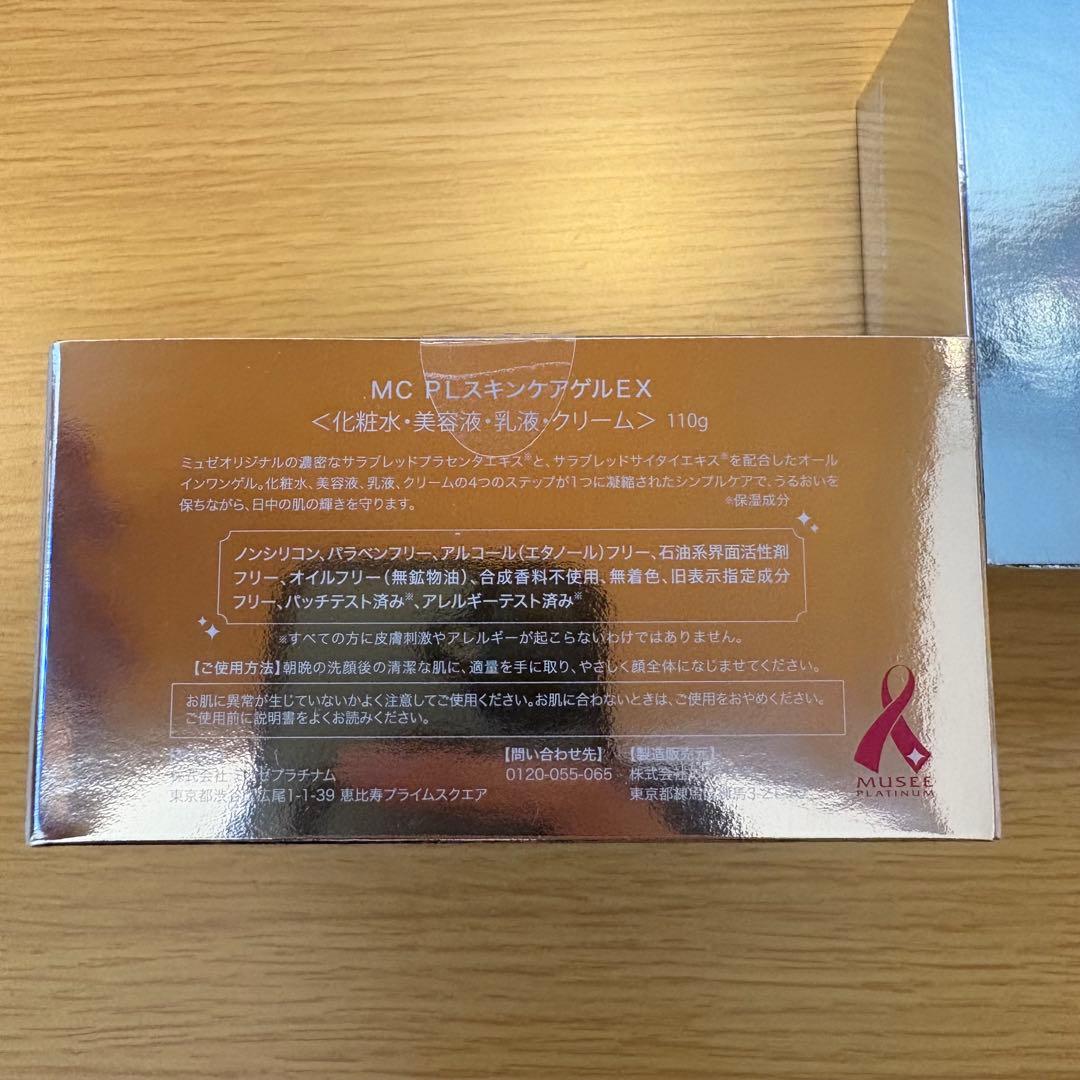 MC PLスキンケアゲルEX
＜化粧水・美容液・乳液・クリーム＞ 110g
ミュゼオリジナルの濃密なサラブレッドプラセンタエキス※と、サラブレッドサイタイエキス※を配合したオール
インワンゲル。化粧水、美容液、乳液、クリームの4つのステップが1つに凝縮されたシンプルケアで、うるおいを
保ちながら、日中の肌の輝きを守ります。 ※保湿成分
ノンシリコン、パラベンフリー、アルコール（エタノール）フリー、石油系界面活性剤
フリー、オイルフリー（無鉱物油）、合成香料不使用、無着色、旧表示指定成分
フリー、パッチテスト済み※、アレルギーテスト済み※
※すべての方に皮膚刺激やアレルギーが起こらないわけではありません。
【ご使用方法】朝晩の洗顔後の清潔な肌に、適量を手に取り、やさしく顔全体になじませてください。
お肌に異常が生じていないかよく注意してご使用ください。お肌に合わないときは、ご使用をおやめください。
ご使用前に説明書をよくお読みください。
【問い合わせ先】 【製造販売元】
株式会社 ゼプラチナム 0120-055-065 株式会社
東京都渋 広尾1-1-39 恵比寿プライムスクエア 東京都練
MUSEE
PLATINUM